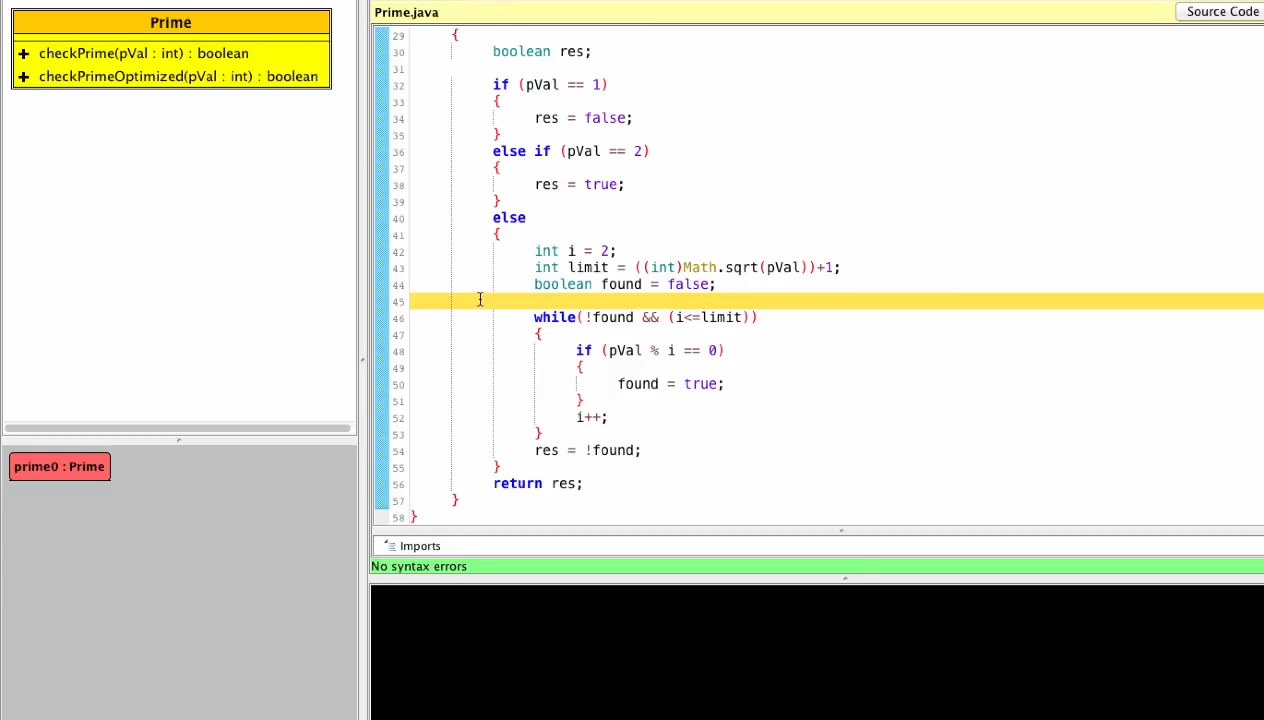 Prime
+ checkPrime(pVal : int) : boolean
+ checkPrimeOptimized(pVal : int) : boolean
prime0 : Prime
Prime.java
Source Code
29 {
30 boolean res;
31
32 if (pVal == 1)
33 {
34 res = false;
35 }
36 else if (pVal == 2)
37 {
38 res = true;
39 }
40 else
41 {
42 int i = 2;
43 int limit = ((int)Math.sqrt(pVal))+1;
44 boolean found = false;
45
46 while(!found && (i<=limit))
47 {
48 if (pVal % i == 0)
49 {
50 found = true;
51 }
52 i++;
53 }
54 res = !found;
55 }
56 return res;
57 }
58 }
Imports
No syntax errors